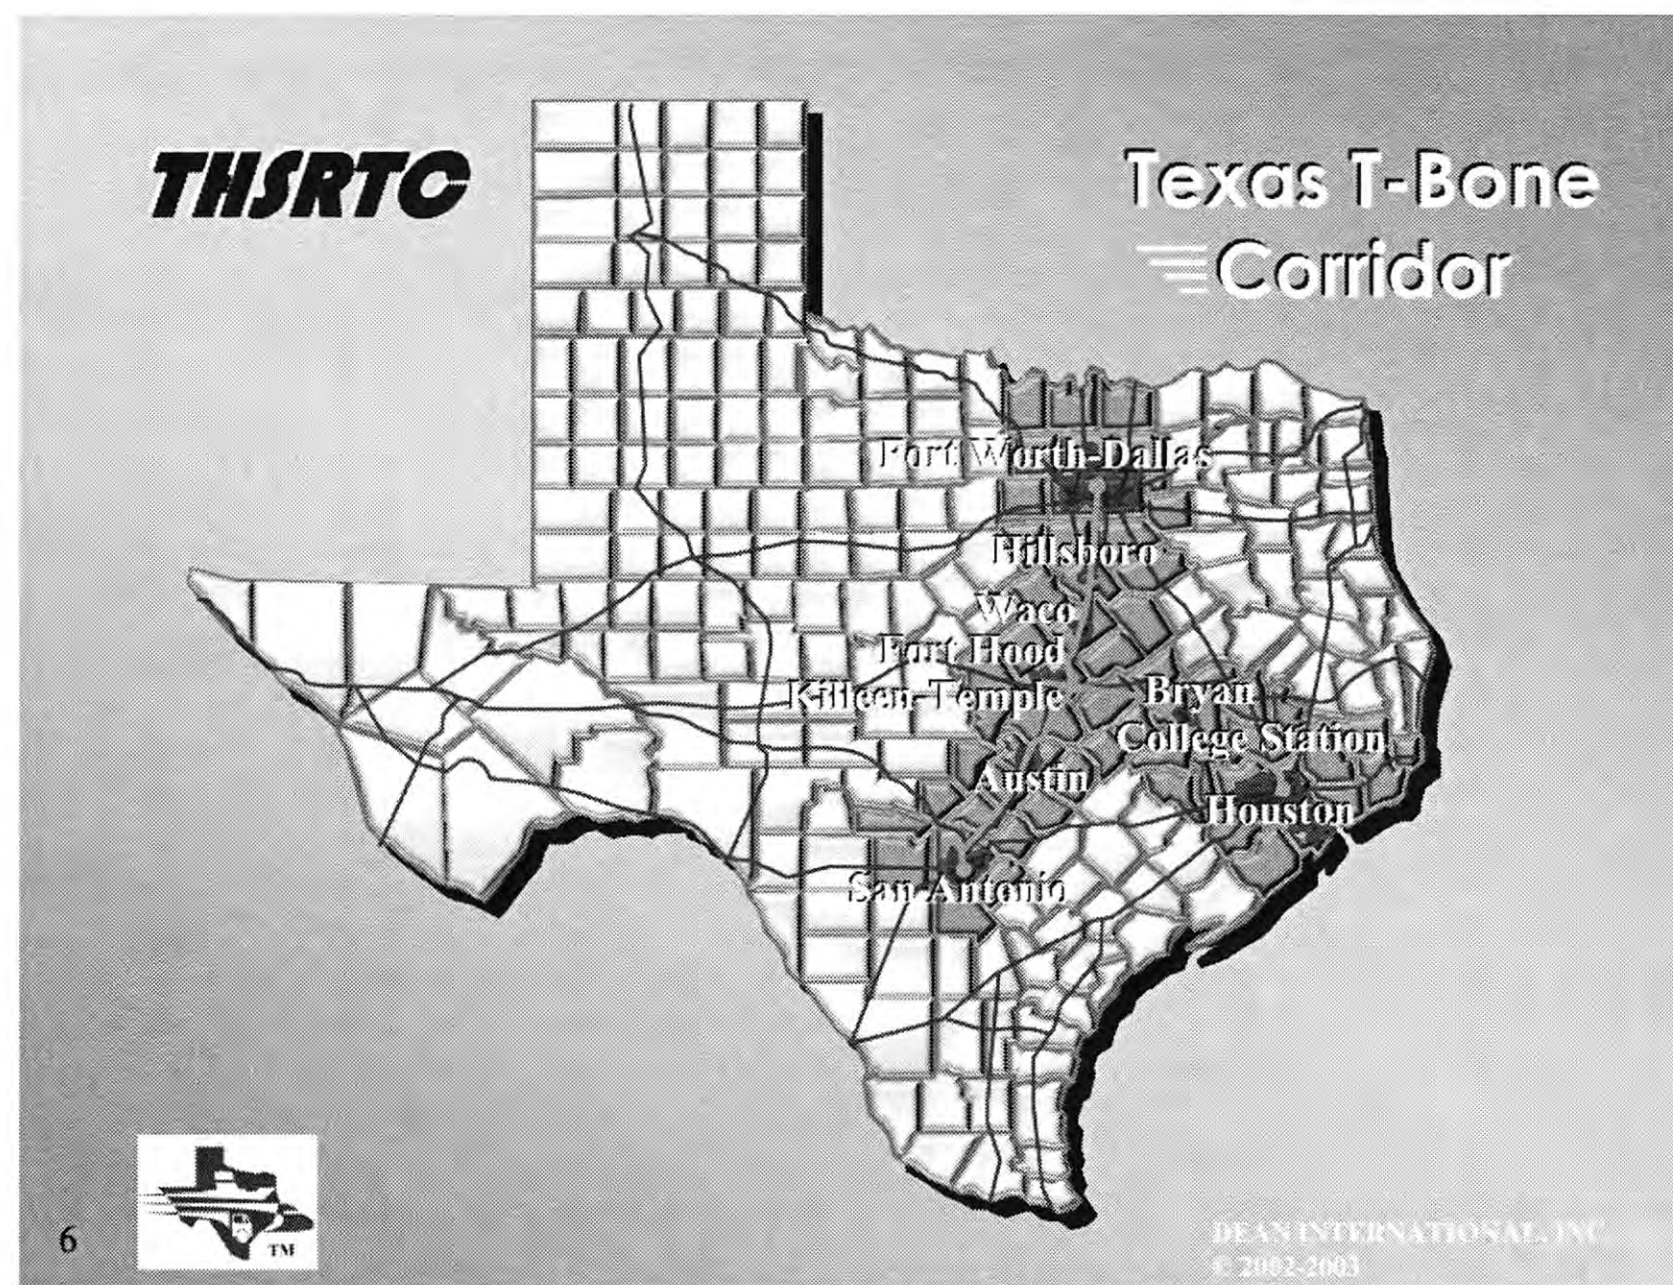 THSRTC
Texas T-Bone
Corridor
Fort Worth-Dallas
Hillsboro
Waco
Fort Hood
Killeen-Temple
Bryan
College Station
Austin
Houston
San Antonio
TM
6
DEAN INTERNATIONAL, INC.
© 2002-2003